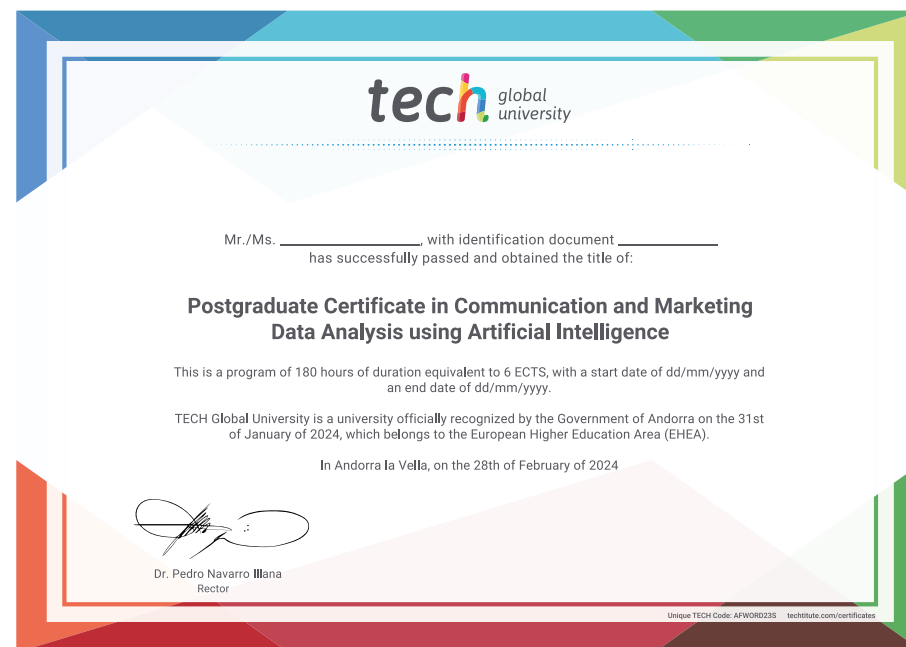 tech global university
Mr./Ms. ____________, with identification document ____________
has successfully passed and obtained the title of:
Postgraduate Certificate in Communication and Marketing
Data Analysis using Artificial Intelligence
This is a program of 180 hours of duration equivalent to 6 ECTS, with a start date of dd/mm/yyyy and
an end date of dd/mm/yyyy.
TECH Global University is a university officially recognized by the Government of Andorra on the 31st
of January of 2024, which belongs to the European Higher Education Area (EHEA).
In Andorra la Vella, on the 28th of February of 2024
Dr. Pedro Navarro Illana
Rector
Unique TECH Code: AFWORD23S techtitute.com/certificates